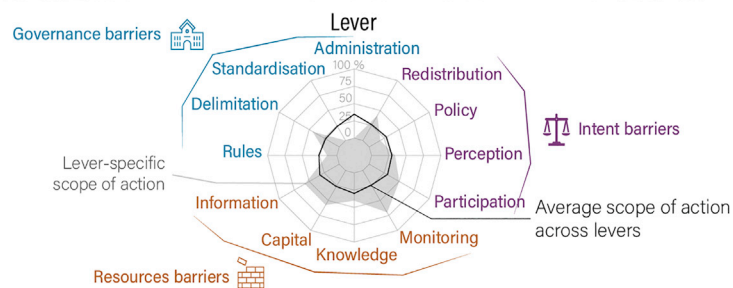 Lever
Governance barriers
Administration
Standardisation
Redistribution
100 %
75
50
20
0
Delimitation
Policy
Intent barriers
Rules
Perception
Lever-specific
scope of action
Information
Participation
Average scope of action
across levers
Capital
Monitoring
Knowledge
Resources barriers